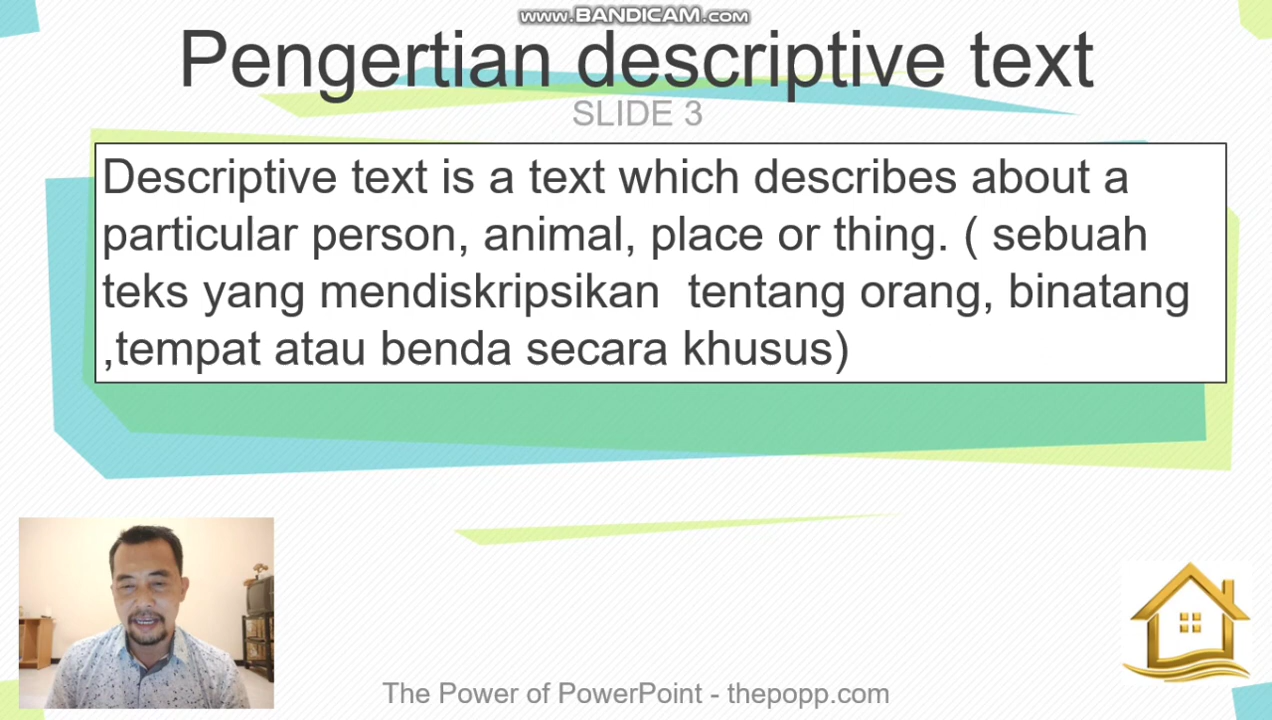 www.BANDICAM.com
Pengertian descriptive text
SLIDE 3
Descriptive text is a text which describes about a
particular person, animal, place or thing. ( sebuah
teks yang mendiskripsikan  tentang orang, binatang
,tempat atau benda secara khusus)
The Power of PowerPoint - thepopp.com